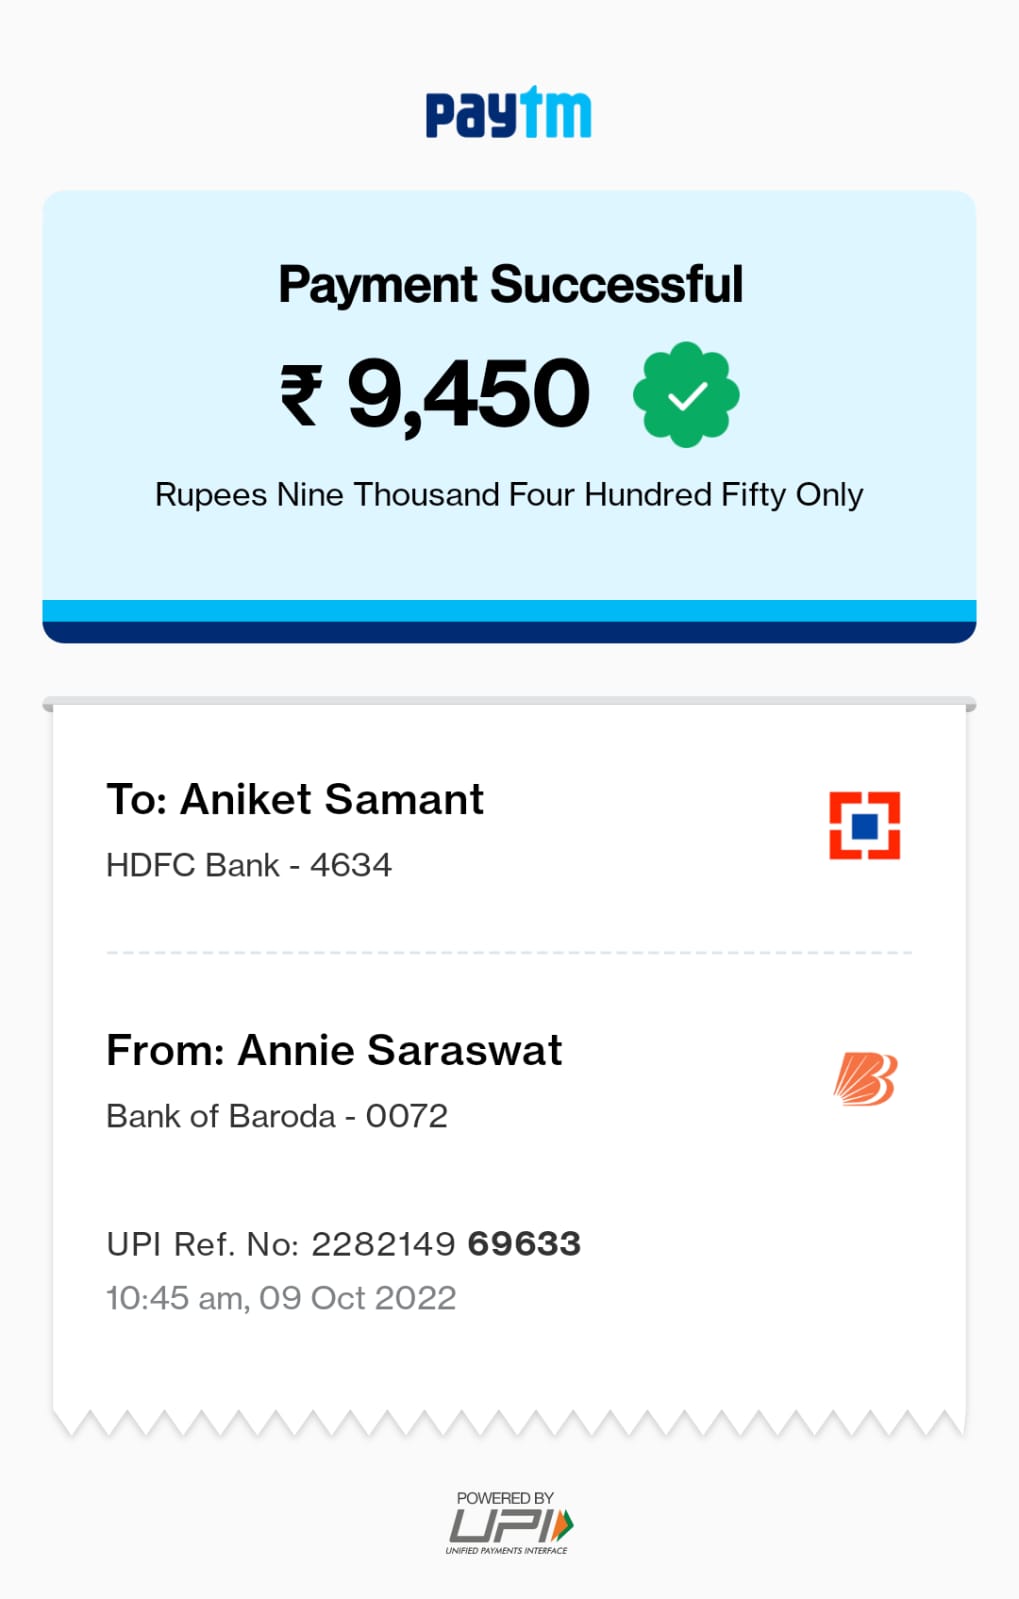 paytm
Payment Successful
₹ 9,450
Rupees Nine Thousand Four Hundred Fifty Only
To: Aniket Samant
HDFC Bank - 4634
From: Annie Saraswat
Bank of Baroda - 0072
UPI Ref. No: 2282149 69633
10:45 am, 09 Oct 2022
POWERED BY
UPI
UNIFIED PAYMENTS INTERFACE